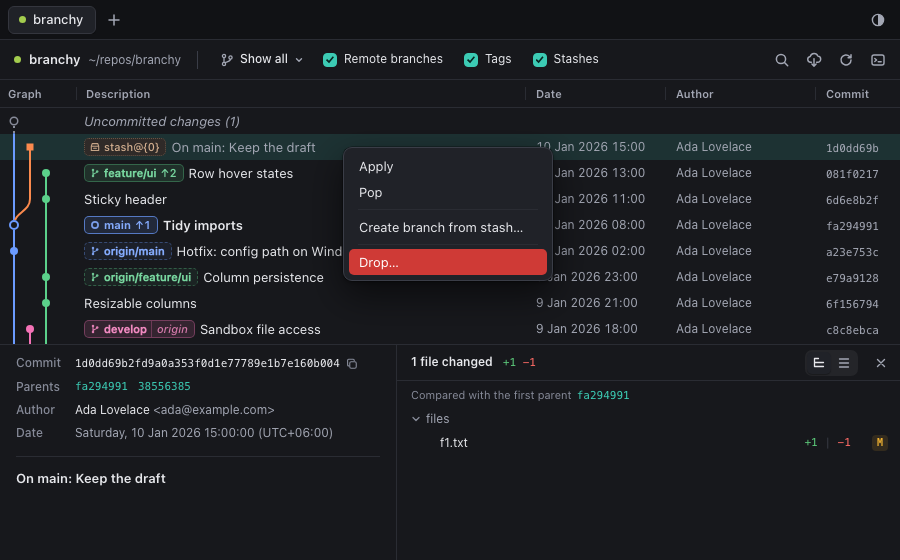 branchy
branchy ~/repos/branchy Show all Remote branches Tags Stashes
Graph Description Date Author Commit
Uncommitted changes (1)
stash@{0} On main: Keep the draft 10 Jan 2026 15:00 Ada Lovelace 1d0dd69b
feature/ui ↑2 Row hover states Jan 2026 13:00 Ada Lovelace 081f0217
Sticky header Jan 2026 11:00 Ada Lovelace 6d6e8b2f
main ↑1 Tidy imports Jan 2026 08:00 Ada Lovelace fa294991
origin/main Hotfix: config path on Wind Jan 2026 02:00 Ada Lovelace a23e753c
origin/feature/ui Column persistence Jan 2026 23:00 Ada Lovelace e79a9128
Resizable columns 9 Jan 2026 21:00 Ada Lovelace 6f156794
develop origin Sandbox file access 9 Jan 2026 18:00 Ada Lovelace c8c8ebca
Apply
Pop
Create branch from stash...
Drop...
Commit 1d0dd69b2fd9a0a353f0d1e77789e1b7e160b004
Parents fa294991 38556385
Author Ada Lovelace <ada@example.com>
Date Saturday, 10 Jan 2026 15:00:00 (UTC+06:00)
On main: Keep the draft
1 file changed +1 −1
Compared with the first parent fa294991
files
f1.txt +1 −1 M